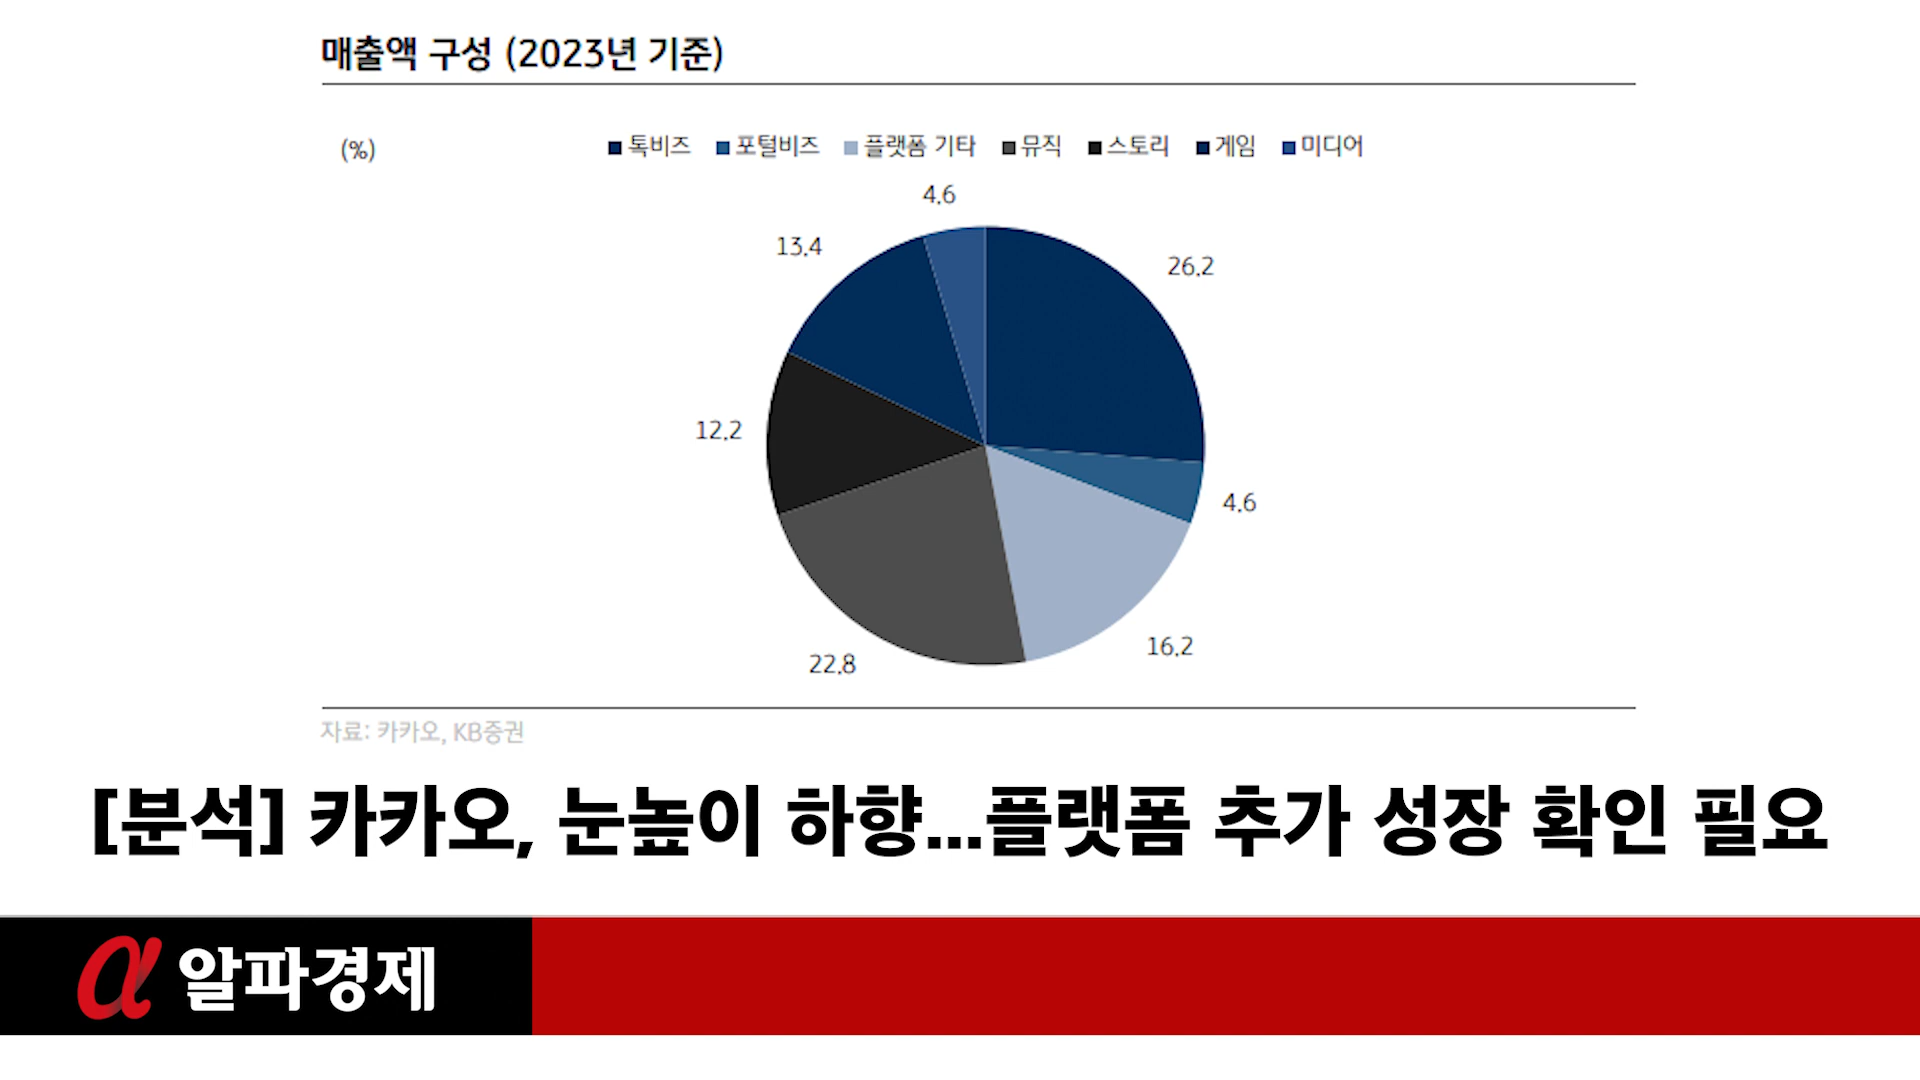 매출액 구성 (2023년 기준)
(%)
톡비즈 포털비즈 플랫폼 기타 뮤직 스토리 게임 미디어
4.6
13.4
26.2
12.2
4.6
16.2
22.8
자료: 카카오, KB증권
[분석] 카카오, 눈높이 하향...플랫폼 추가 성장 확인 필요
알파경제